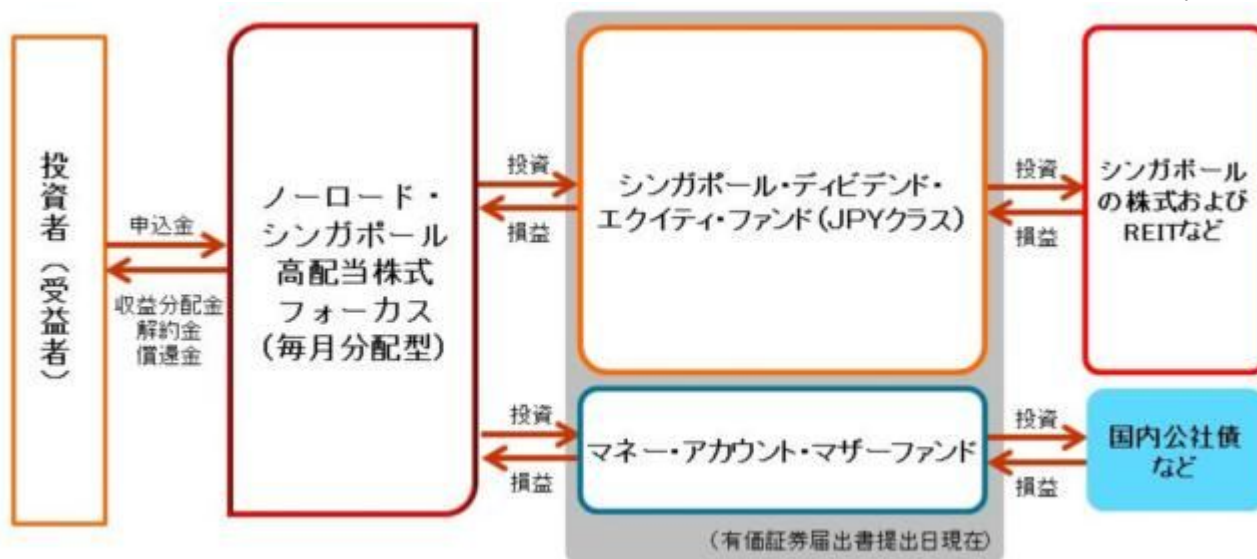 投資者（受益者）
申込金
収益分配金
解約金
償還金
ノーロード・
シンガポール
高配当株式
フォーカス
（毎月分配型）
投資
損益
シンガポール・ディビデンド・
エクイティ・ファンド（JPYクラス）
投資
損益
シンガポール
の株式および
REITなど
投資
損益
マネー・アカウント・マザーファンド
投資
損益
国内公社債
など
（有価証券届出書提出日現在）